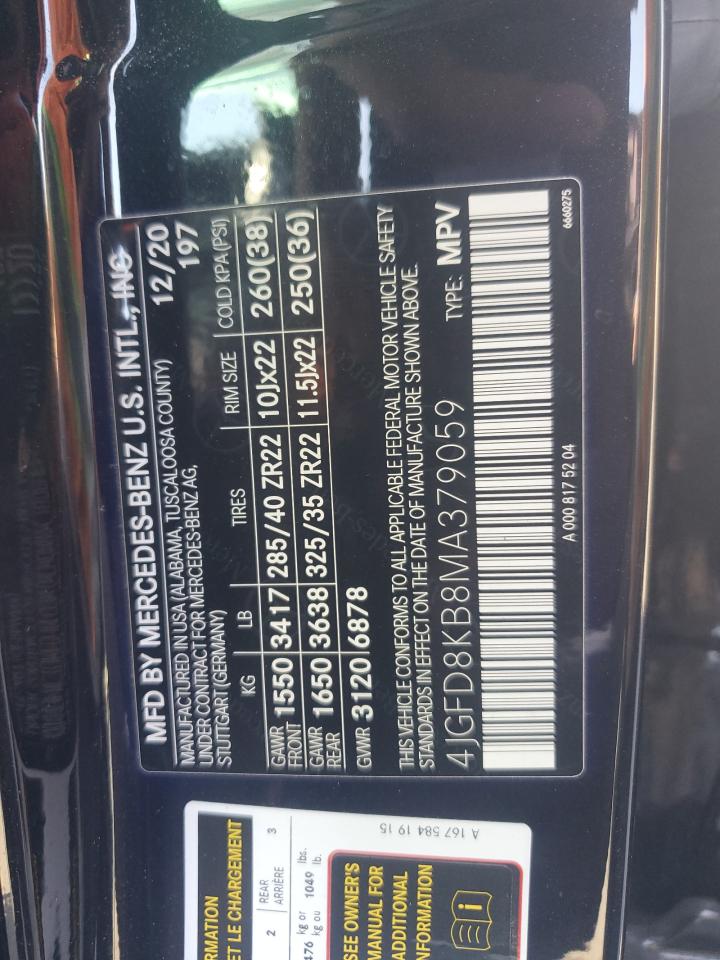 MFD BY MERCEDES-BENZ U.S. INTL., INC
MANUFACTURED IN USA (ALABAMA, TUSCALOOSA COUNTY) 12/20
UNDER CONTRACT FOR MERCEDES-BENZ AG, 197
STUTTGART (GERMANY)
KG LB TIRES RIM SIZE COLD KPA (PSI)
GAWR FRONT 1550 3417 285/40 ZR22 10Jx22 260(38)
GAWR REAR 1650 3638 325/35 ZR22 11.5Jx22 250(36)
GVWR 3120 6878
THIS VEHICLE CONFORMS TO ALL APPLICABLE FEDERAL MOTOR VEHICLE SAFETY
STANDARDS IN EFFECT ON THE DATE OF MANUFACTURE SHOWN ABOVE.
4JGFD8KB8MA379059 TYPE: MPV
A 000 817 52 04 6660275
RMATION
ET LE CHARGEMENT
2 REAR 3
ARRIÈRE
476 kg or 1049 lbs.
kg ou lb.
SEE OWNER'S
MANUAL FOR
ADDITIONAL
NFORMATION
A 167 584 19 15